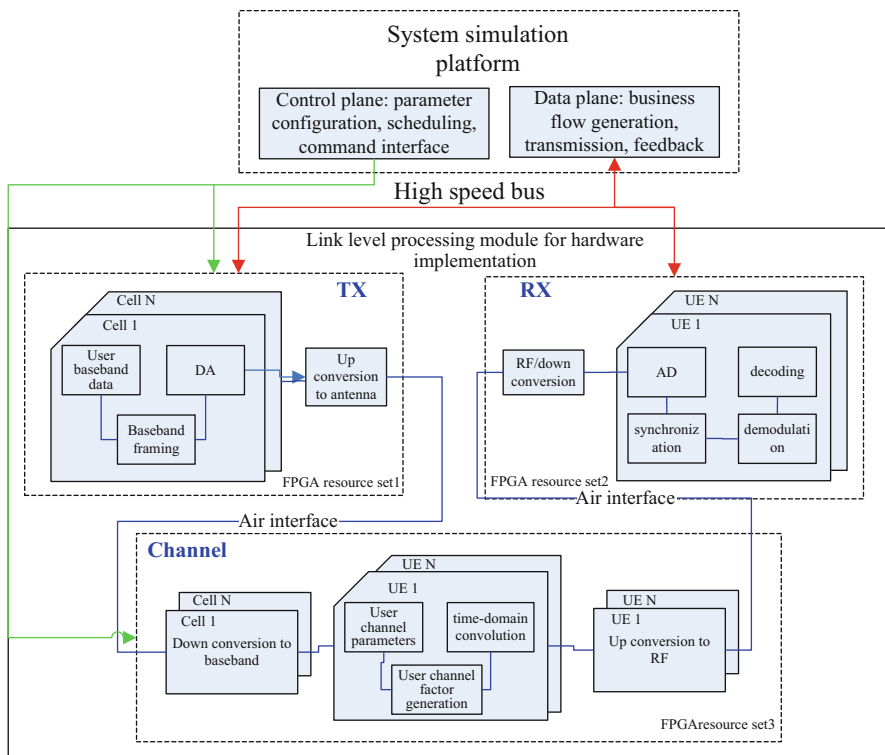 System simulation
platform
Control plane: parameter
configuration, scheduling,
command interface
Data plane: business
flow generation,
transmission, feedback
High speed bus
Link level processing module for hardware
implementation
TX
Cell N
Cell 1
User
baseband
data
DA
Baseband
framing
Up
conversion
to antenna
FPGA resource set1
RX
UE N
UE 1
RF/down
conversion
AD
decoding
synchroniz
ation
demodulati
on
FPGA resource set2
Air interface
Air interface
Channel
Cell N
Cell 1
Down conversion to
baseband
UE N
UE 1
User
channel
parameters
time-domain
convolution
User channel
factor
generation
UE N
UE 1
Up conversion to
RF
FPGAresource set3